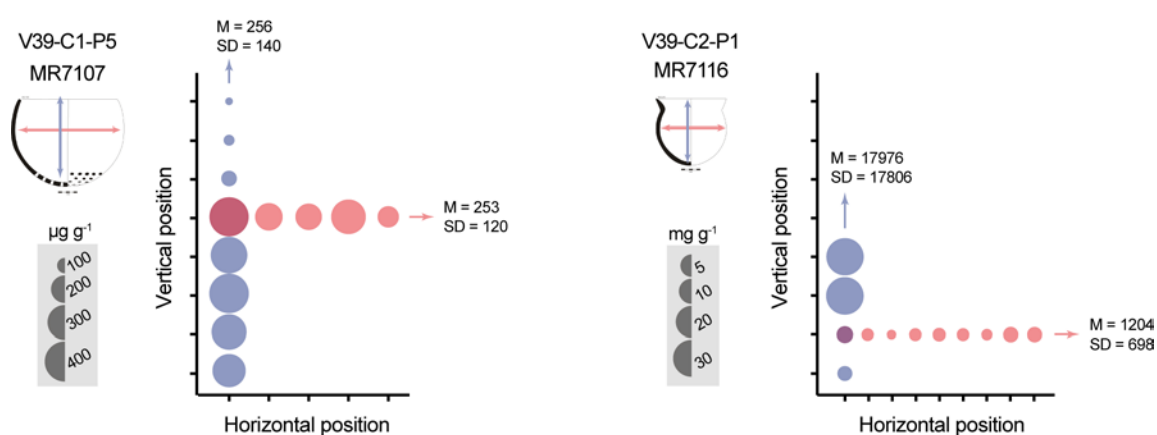 V39-C1-P5
MR7107
µg g⁻¹
100
200
300
400
M = 256
SD = 140
M = 253
SD = 120
Vertical position
Horizontal position
V39-C2-P1
MR7116
mg g⁻¹
5
10
20
30
M = 17976
SD = 17806
M = 1204
SD = 698
Vertical position
Horizontal position